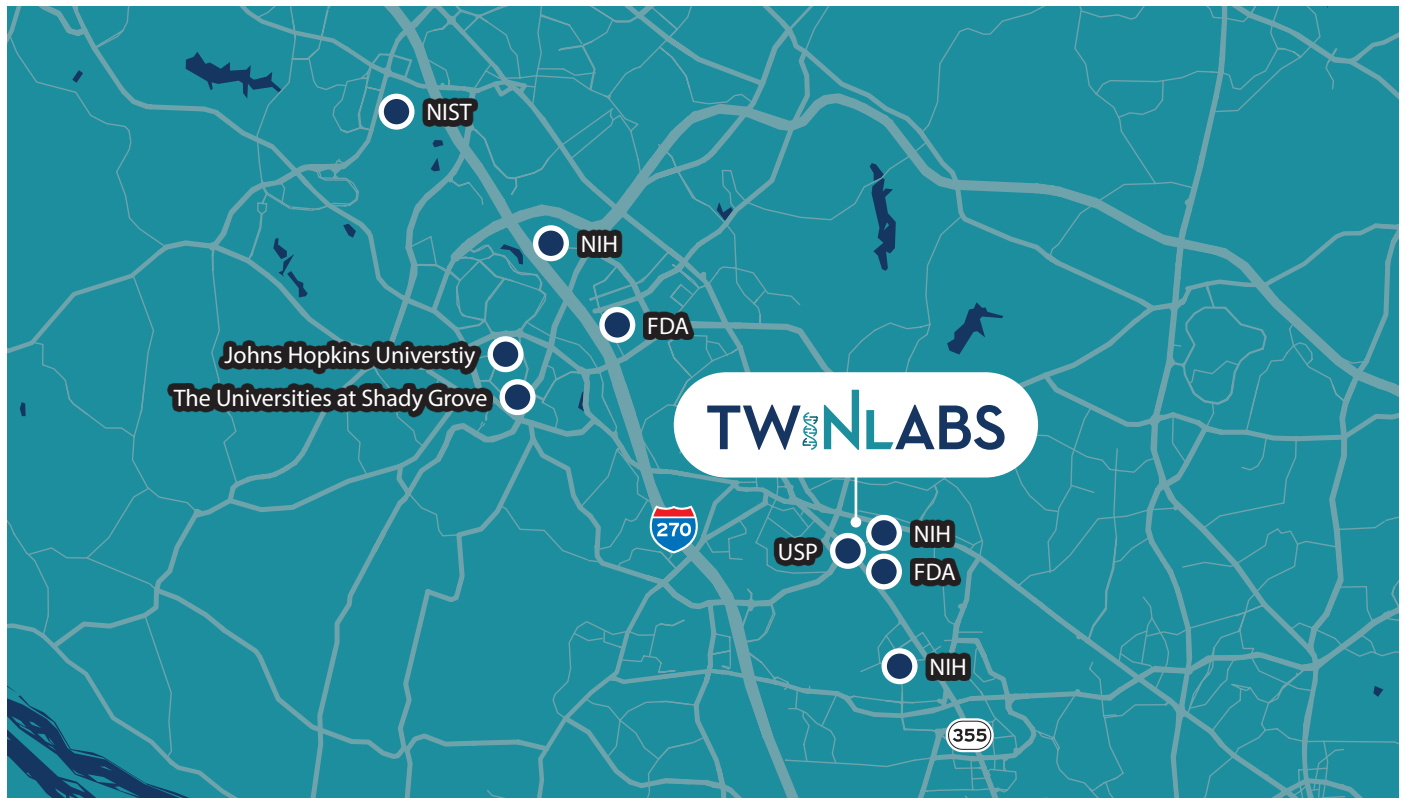 NIST
NIH
FDA
Johns Hopkins Universtiy
The Universities at Shady Grove
TWINLABS
270
NIH
USP
FDA
NIH
355